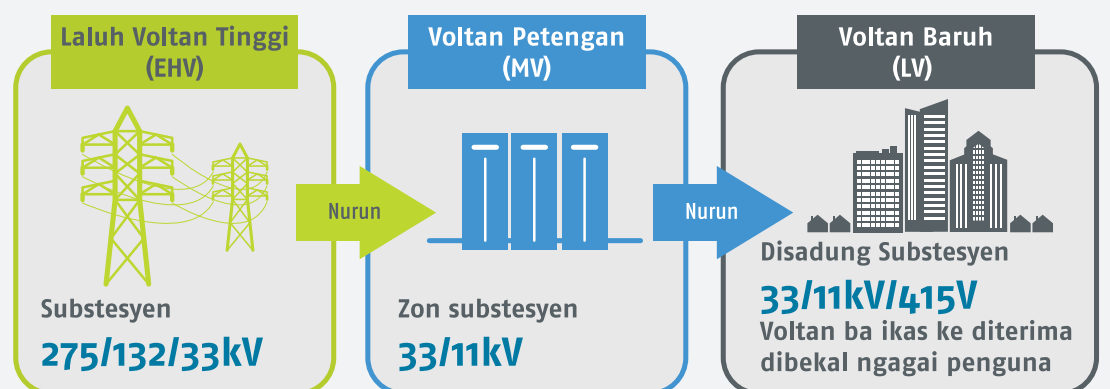 Laluh Voltan Tinggi
(EHV)
Substesyen
275/132/33kV
Nurun
Voltan Petengan
(MV)
Zon substesyen
33/11kV
Nurun
Voltan Baruh
(LV)
Disadung Substesyen
33/11kV/415V
Voltan ba ikas ke diterima
dibekal ngagai penguna